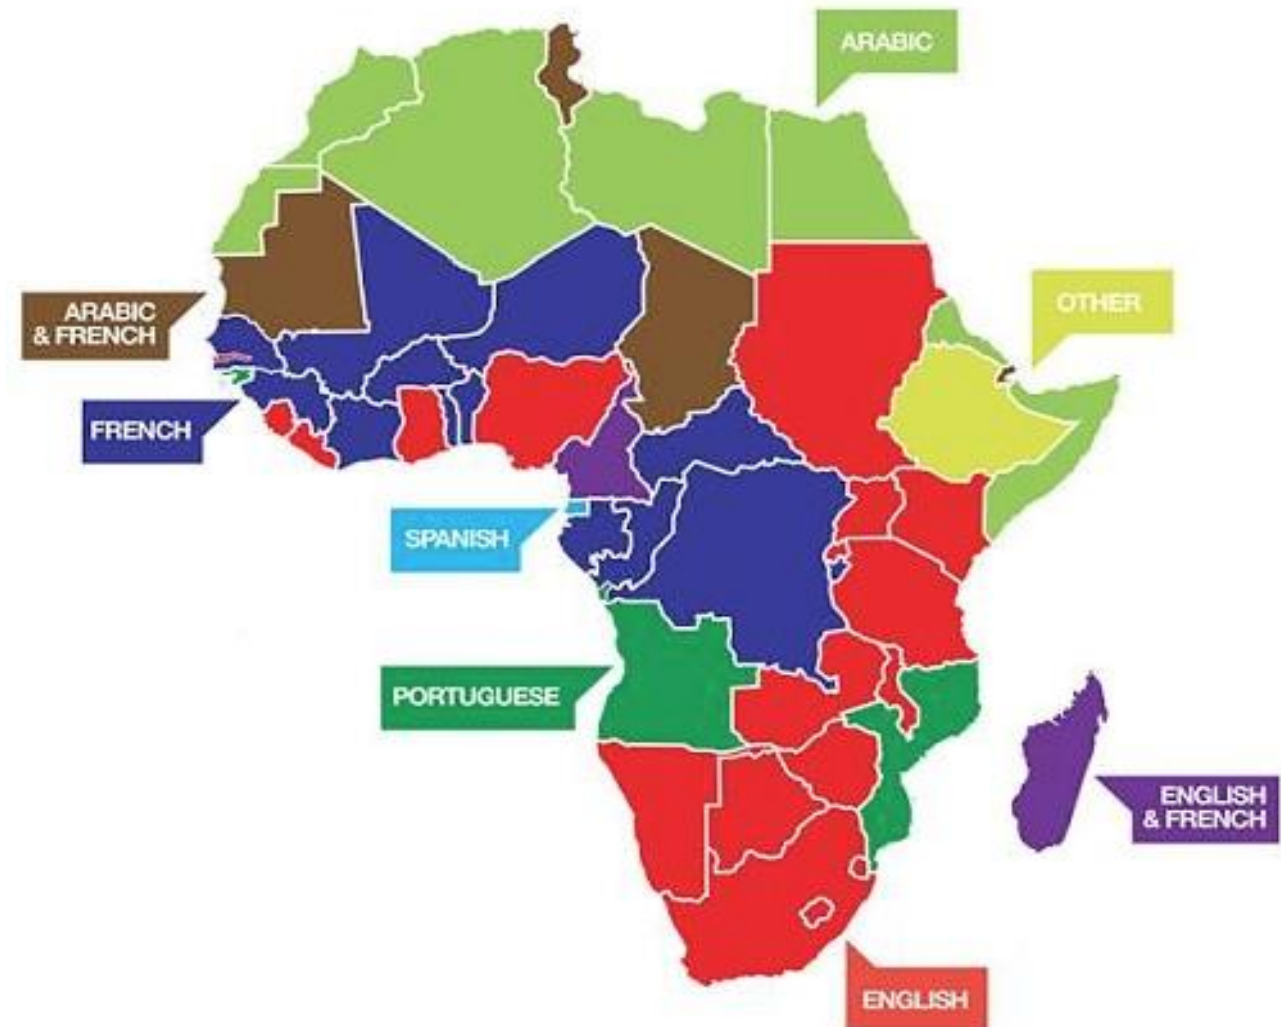 ARABIC
OTHER
ARABIC
& FRENCH
FRENCH
SPANISH
PORTUGUESE
ENGLISH
& FRENCH
ENGLISH